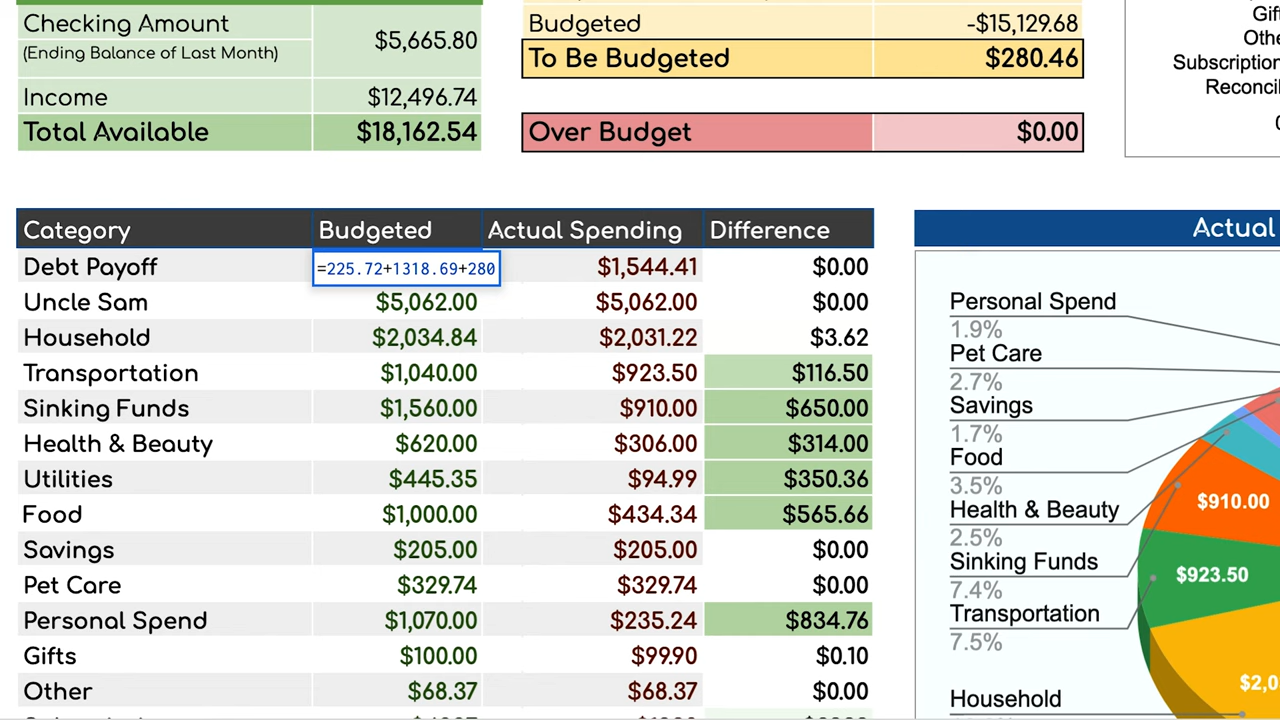 Checking Amount
(Ending Balance of Last Month)
$5,665.80
Income $12,496.74
Total Available $18,162.54
Budgeted -$15,129.68
To Be Budgeted $280.46
Over Budget $0.00
Subscription
Reconcil
Category Budgeted Actual Spending Difference
Debt Payoff =225.72+1318.69+280 $1,544.41 $0.00
Uncle Sam $5,062.00 $5,062.00 $0.00
Household $2,034.84 $2,031.22 $3.62
Transportation $1,040.00 $923.50 $116.50
Sinking Funds $1,560.00 $910.00 $650.00
Health & Beauty $620.00 $306.00 $314.00
Utilities $445.35 $94.99 $350.36
Food $1,000.00 $434.34 $565.66
Savings $205.00 $205.00 $0.00
Pet Care $329.74 $329.74 $0.00
Personal Spend $1,070.00 $235.24 $834.76
Gifts $100.00 $99.90 $0.10
Other $68.37 $68.37 $0.00
Actual
Personal Spend
1.9%
Pet Care
2.7%
Savings
1.7%
Food
3.5%
Health & Beauty
2.5%
Sinking Funds
7.4%
Transportation
7.5%
Household
$910.00
$923.50
$2,0